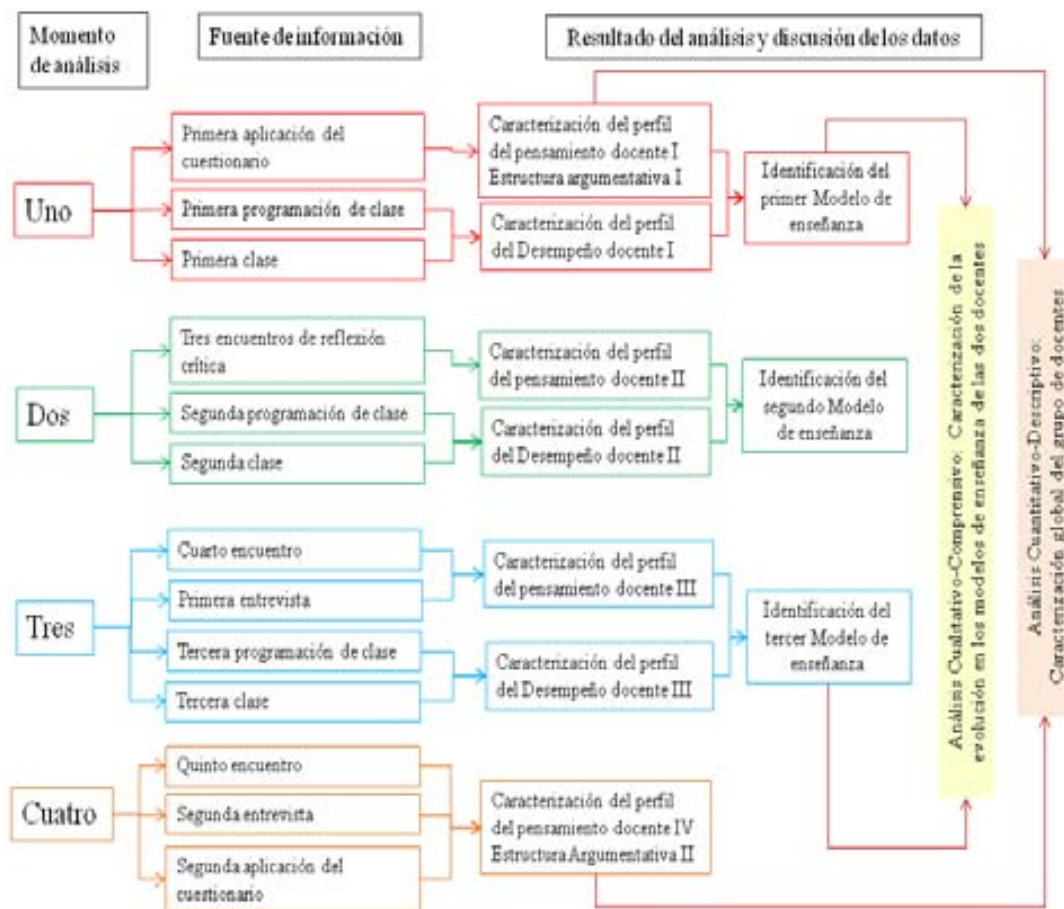 Momento
de análisis
Fuente de información
Resultado del análisis y discusión de los datos
Uno
Primera aplicación del
cuestionario
Primera programación de clase
Primera clase
Caracterización del perfil
del pensamiento docente I
Estructura argumentativa I
Caracterización del perfil
del Desempeño docente I
Identificación del
primer Modelo de
enseñanza
Dos
Tres encuentros de reflexión
crítica
Segunda programación de clase
Segunda clase
Caracterización del perfil
del pensamiento docente II
Caracterización del perfil
del Desempeño docente II
Identificación del
segundo Modelo
de enseñanza
Tres
Cuarto encuentro
Primera entrevista
Tercera programación de clase
Tercera clase
Caracterización del perfil
del pensamiento docente III
Caracterización del perfil
del Desempeño docente III
Identificación del
tercer Modelo de
enseñanza
Cuatro
Quinto encuentro
Segunda entrevista
Segunda aplicación del
cuestionario
Caracterización del perfil
del pensamiento docente IV
Estructura Argumentativa II
Análisis Cualitativo-Comprensivo: Caracterización de la
evolución en los modelos de enseñanza de las dos docentes
Análisis Cuantitativo-Descriptivo:
Caracterización global del grupo de docentes